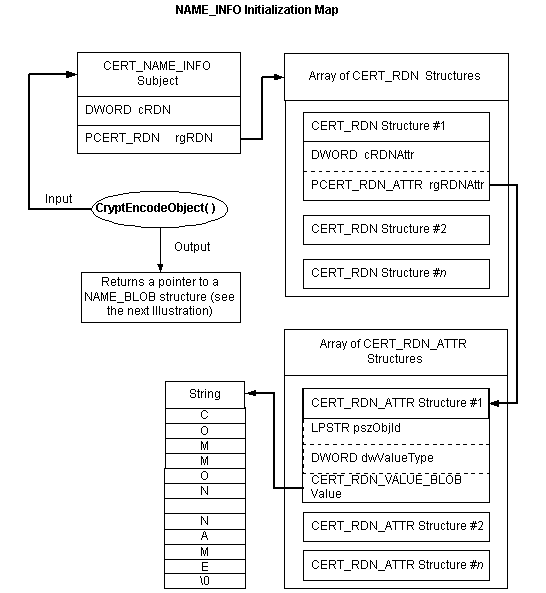 NAME_INFO Initialization Map
CERT_NAME_INFO
Subject
DWORD cRDN
PCERT_RDN rgRDN
Input
CryptEncodeObject( )
Output
Returns a pointer to a
NAME_BLOB structure (see
the next Illustration)
Array of CERT_RDN Structures
CERT_RDN Structure #1
DWORD cRDNAttr
PCERT_RDN_ATTR rgRDNAttr
CERT_RDN Structure #2
CERT_RDN Structure #n
Array of CERT_RDN_ATTR
Structures
CERT_RDN_ATTR Structure #1
LPSTR pszObjId
DWORD dwValueType
CERT_RDN_VALUE_BLOB
Value
CERT_RDN_ATTR Structure #2
CERT_RDN_ATTR Structure #n
String
C
O
M
M
O
N
N
A
M
E
\0